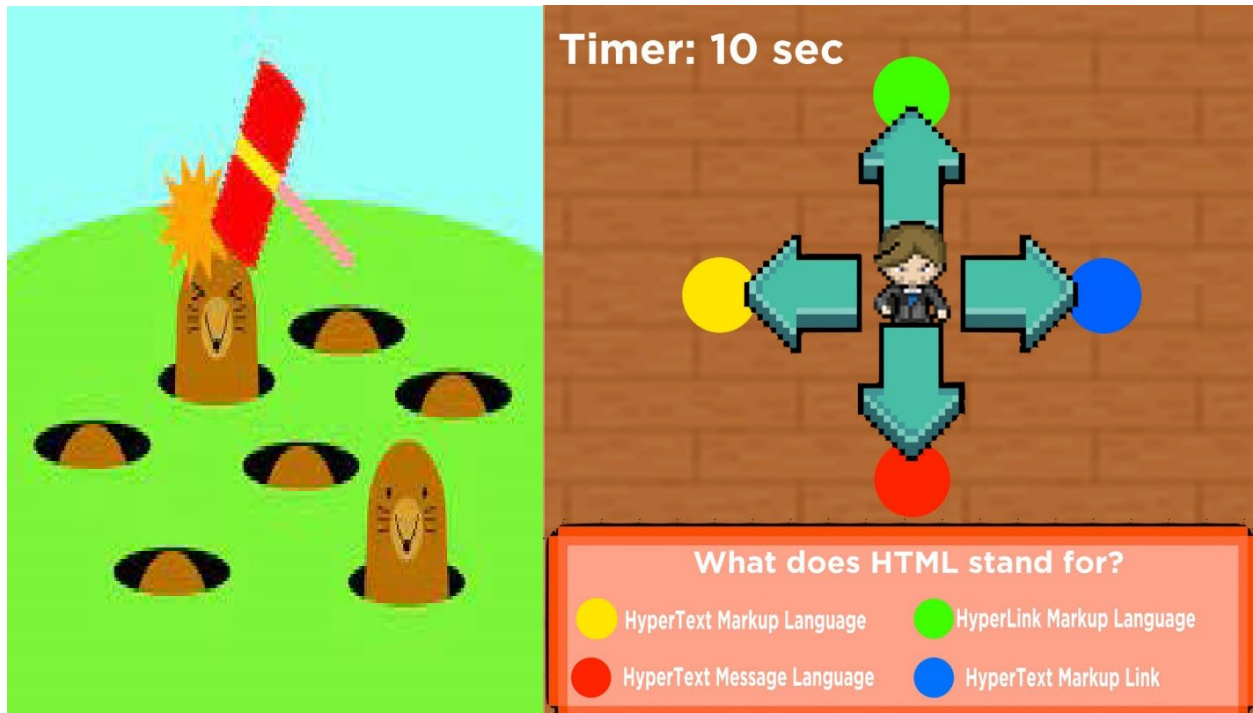 Timer: 10 sec
What does HTML stand for?
HyperText Markup Language
HyperLink Markup Language
HyperText Message Language
HyperText Markup Link